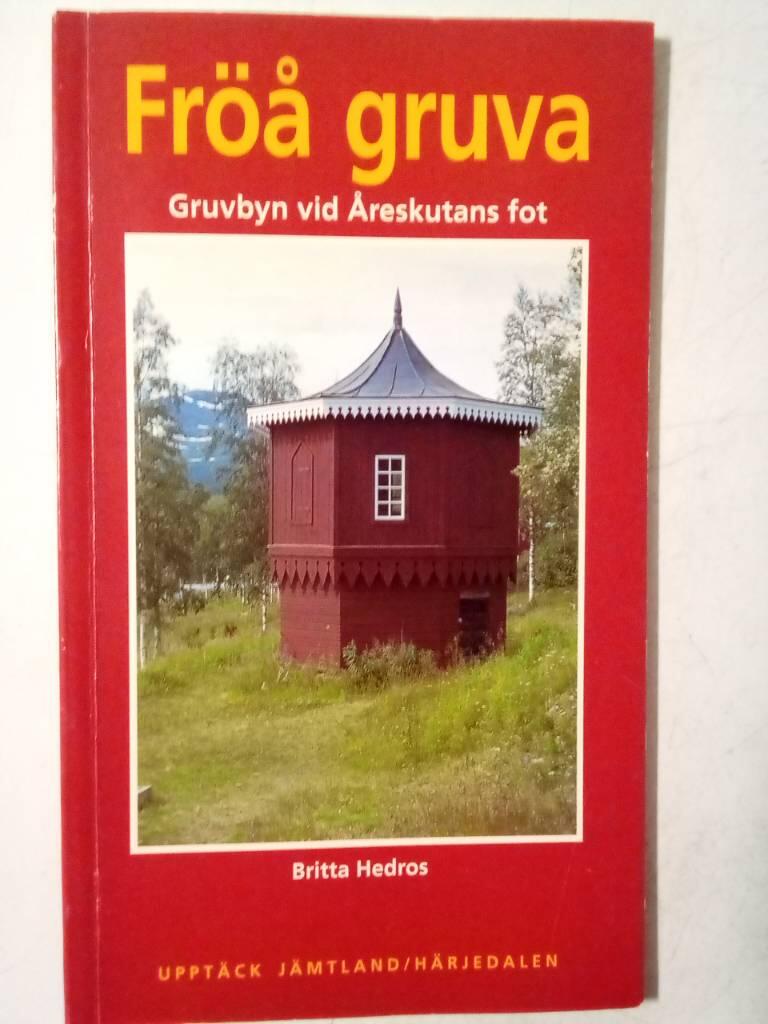 Fröå gruva
Gruvbyn vid Åreskutans fot
Britta Hedros
UPPTÄCK JÄMTLAND/HÄRJEDALEN